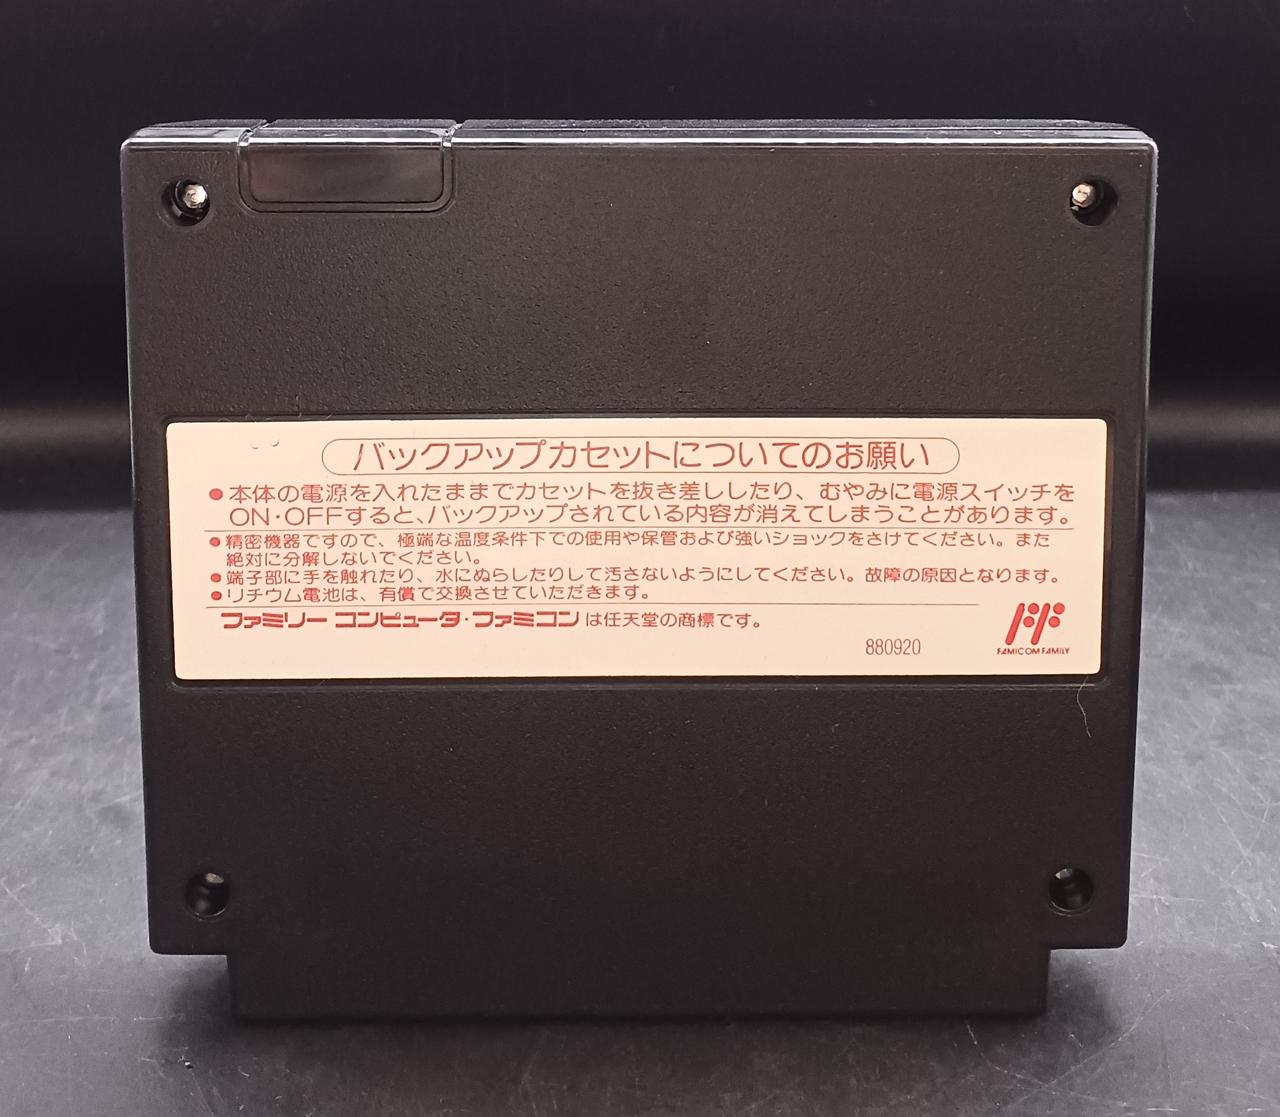 バックアップカセットについてのお願い
●本体の電源を入れたままでカセットを抜き差ししたり、むやみに電源スイッチを
ON・OFFすると、バックアップされている内容が消えてしまうことがあります。
●精密機器ですので、極端な温度条件下での使用や保管および強いショックをさけてください。また
絶対に分解しないでください。
●端子部に手を触れたり、水にぬらしたりして汚さないようにしてください。故障の原因となります。
●リチウム電池は、有償で交換させていただきます。
ファミリーコンピュータ・ファミコンは任天堂の商標です。
880920
FAMICOM FAMILY